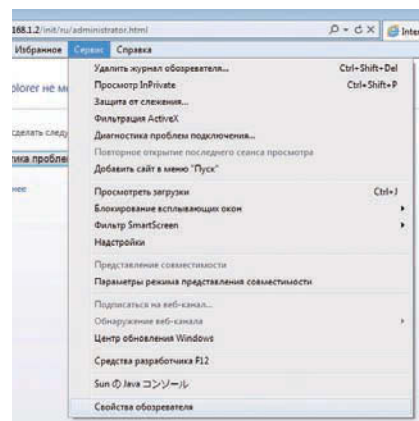 168.1.2/init/ru/administrator.html
Inter
Избранное Сервис Справка
Удалить журнал обозревателя... Ctrl+Shift+Del
Просмотр InPrivate Ctrl+Shift+P
Защита от слежения...
Фильтрация ActiveX
Диагностика проблем подключения...
Повторное открытие последнего сеанса просмотра
Добавить сайт в меню "Пуск"
Просмотреть загрузки Ctrl+J
Блокирование всплывающих окон
Фильтр SmartScreen
Надстройки
Представление совместимости
Параметры режима представления совместимости
Подписаться на веб-канал...
Обнаружение веб-канала
Центр обновления Windows
Средства разработчика F12
Sun の Java コンソール
Свойства обозревателя
plorer не м
сделать след
тика пробле
нее